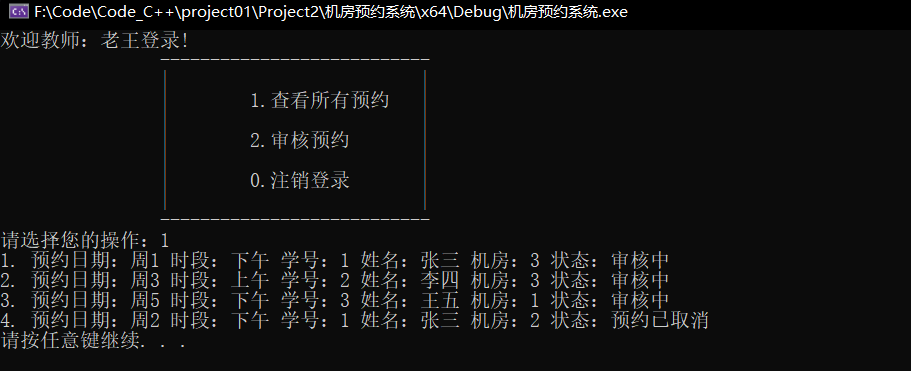 F:\Code\Code_C++\project01\Project2\机房预约系统\x64\Debug\机房预约系统.exe
欢迎教师：老王登录!
---------------------------
1.查看所有预约
2.审核预约
0.注销登录
---------------------------
请选择您的操作：1
1. 预约日期：周1 时段：下午 学号：1 姓名：张三 机房：3 状态：审核中
2. 预约日期：周3 时段：上午 学号：2 姓名：李四 机房：3 状态：审核中
3. 预约日期：周5 时段：下午 学号：3 姓名：王五 机房：1 状态：审核中
4. 预约日期：周2 时段：下午 学号：1 姓名：张三 机房：2 状态：预约已取消
请按任意键继续. . .